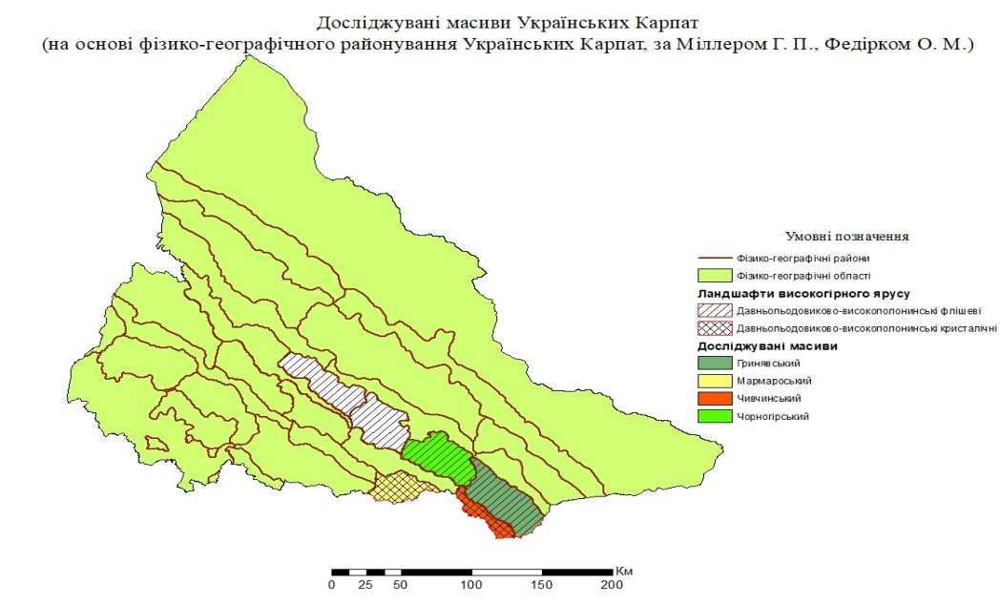 Досліджувані масиви Українських Карпат
(на основі фізико-географічного районування Українських Карпат, за Міллером Г. П., Федірком О. М.)
Умовні позначення
Фізико-географічні райони
Фізико-географічні області
Ландшафти високогірного ярусу
Давньольодовиково-високополонинські флішеві
Давньольодовиково-високополонинські кристалічні
Досліджувані масиви
Гринявський
Мармароський
Чивчинський
Чорногірський
Км
0 25 50 100 150 200